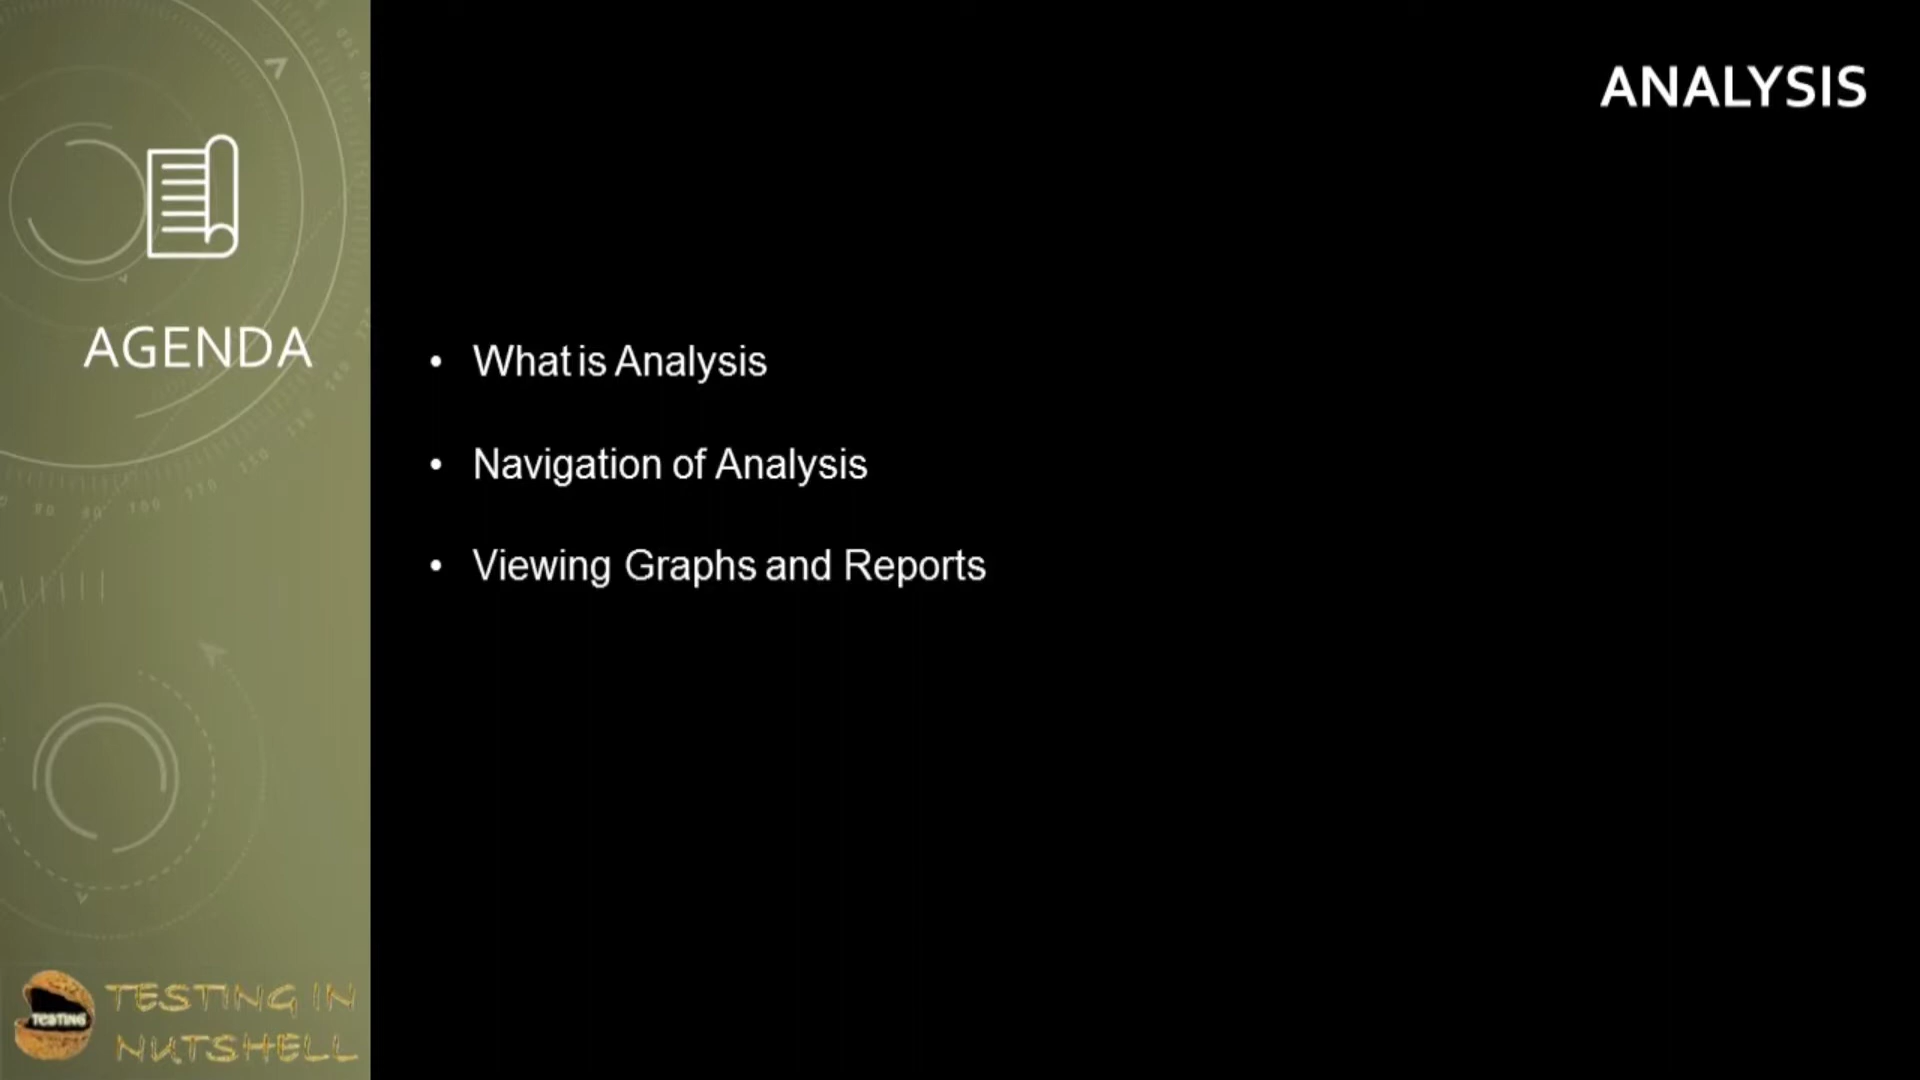 ANALYSIS
AGENDA
• What is Analysis
• Navigation of Analysis
• Viewing Graphs and Reports
TESTING
TESTING IN
NUTSHELL